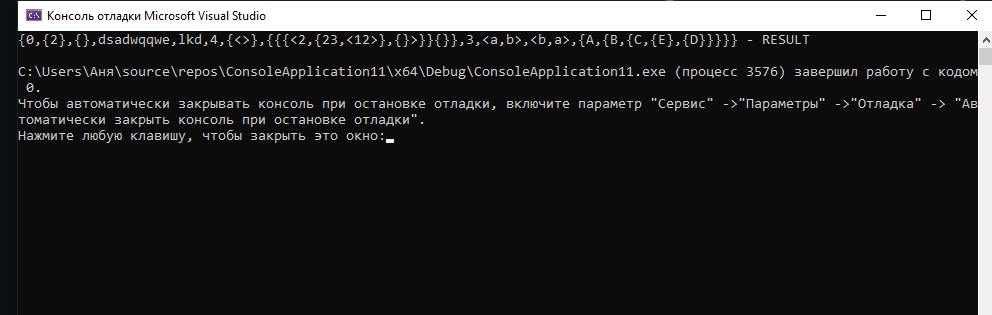 Консоль отладки Microsoft Visual Studio
{0,{2},{},dsadwqqwe,lkd,4,{<>},{{{<2,{23,<12>},{}>}}{}},3,<a,b>,<b,a>,{A,{B,{C,{E},{D}}}}} - RESULT
C:\Users\Аня\source\repos\ConsoleApplication11\x64\Debug\ConsoleApplication11.exe (процесс 3576) завершил работу с кодом
0.
Чтобы автоматически закрывать консоль при остановке отладки, включите параметр "Сервис" ->"Параметры" ->"Отладка" -> "Ав
томатически закрыть консоль при остановке отладки".
Нажмите любую клавишу, чтобы закрыть это окно: